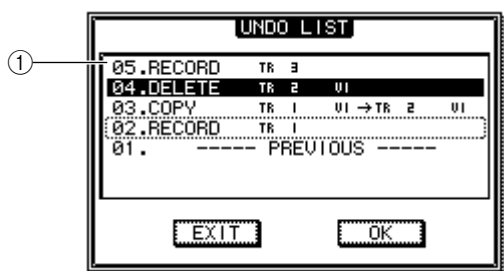 UNDO LIST
①
05.RECORD TR 3
04.DELETE TR 2 V1
03.COPY TR 1 V1 → TR 2 V1
02.RECORD TR 1
01. ----- PREVIOUS -----
EXIT OK